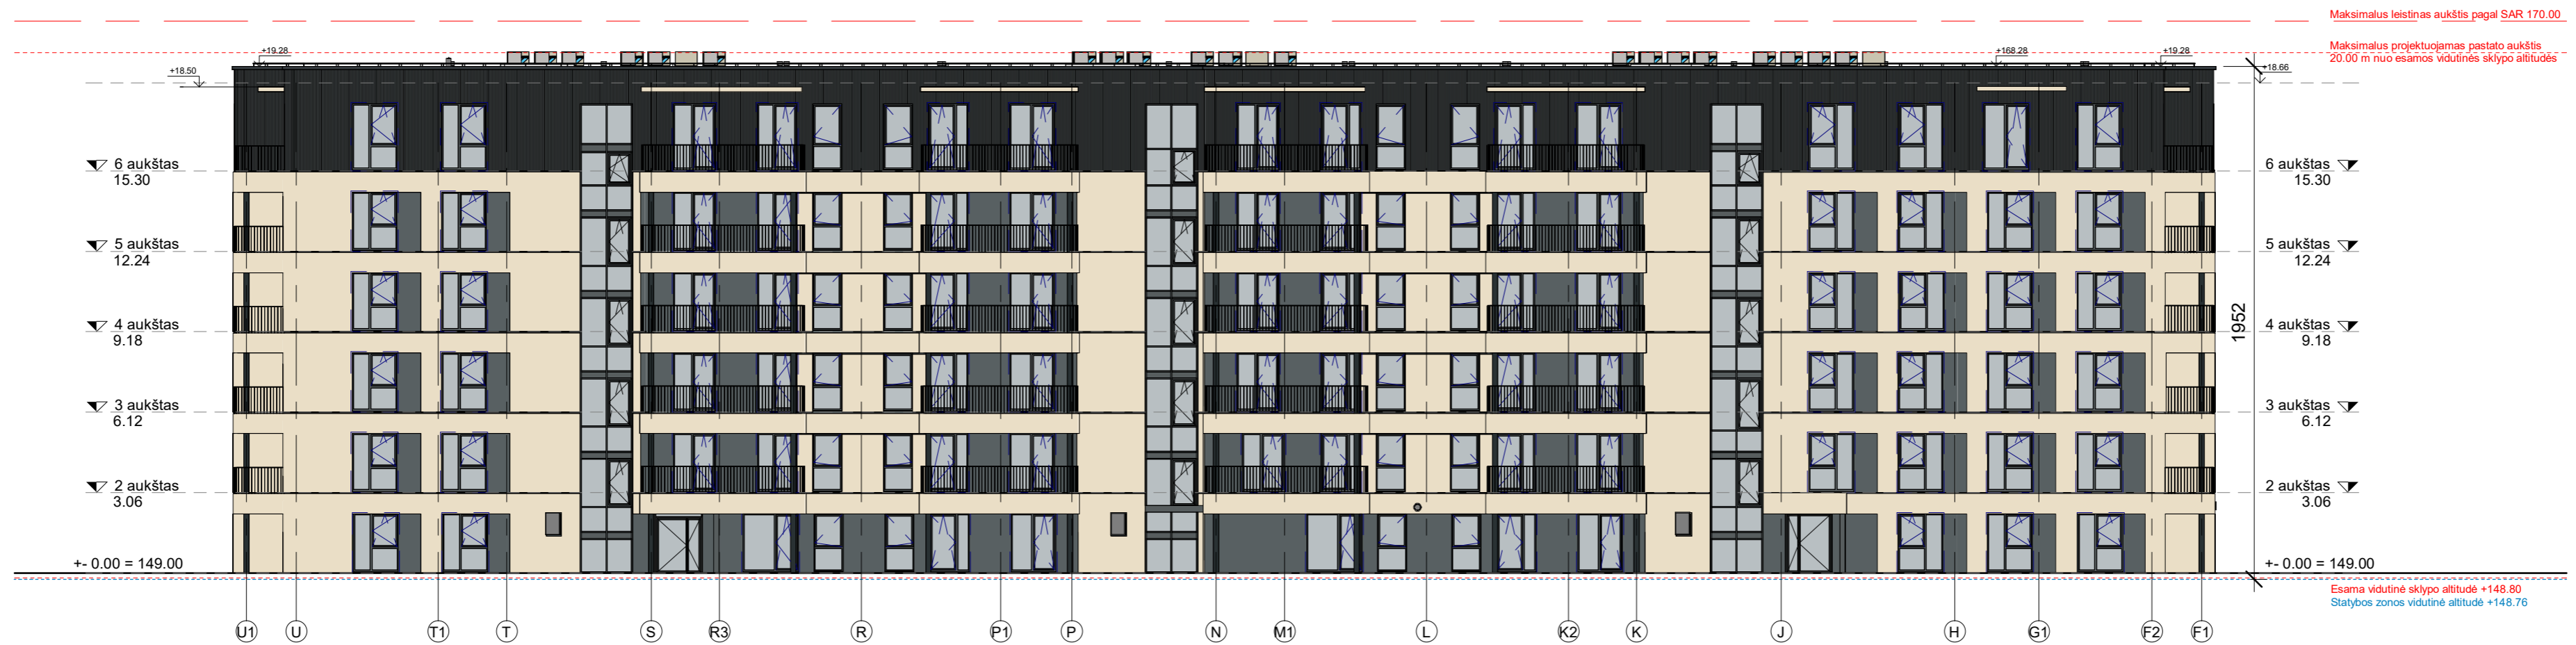 Maksimalus leistinas aukštis pagal SAR 170.00
Maksimalus projektuojamas pastato aukštis
20.00 m nuo esamos vidutinės sklypo altitudės
+19.28
+168.28
+19.28
+18.50
+18.66
6 aukštas
15.30
6 aukštas
15.30
5 aukštas
12.24
5 aukštas
12.24
4 aukštas
9.18
4 aukštas
9.18
1952
3 aukštas
6.12
3 aukštas
6.12
2 aukštas
3.06
2 aukštas
3.06
+- 0.00 = 149.00
+- 0.00 = 149.00
Esama vidutinė sklypo altitudė +148.80
Statybos zonos vidutinė altitudė +148.76
U1 U T1 T S R3 R P1 P N M1 L K2 K J H G1 F2 F1